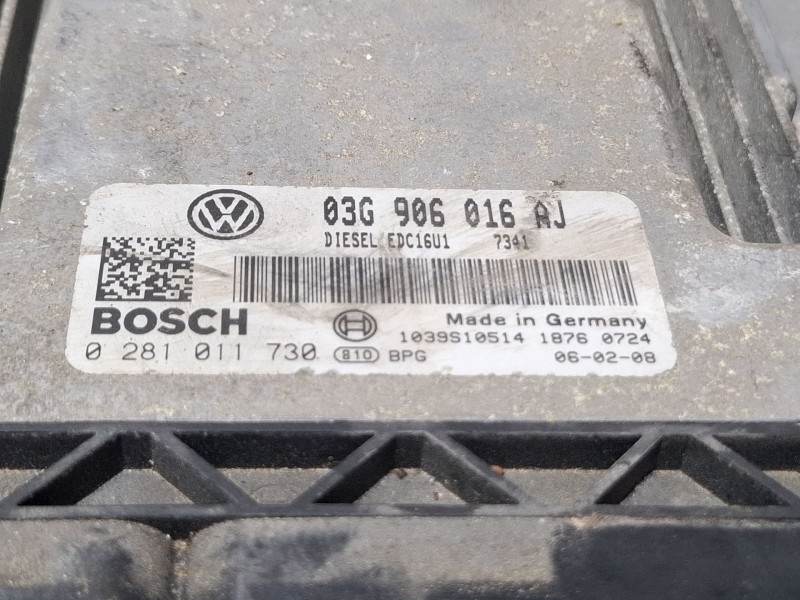 03G 906 016 AJ
DIESEL EDC16U1 7341
BOSCH
Made in Germany
1039S10514 1876 0724
0 281 011 730 810 BPG 06-02-08